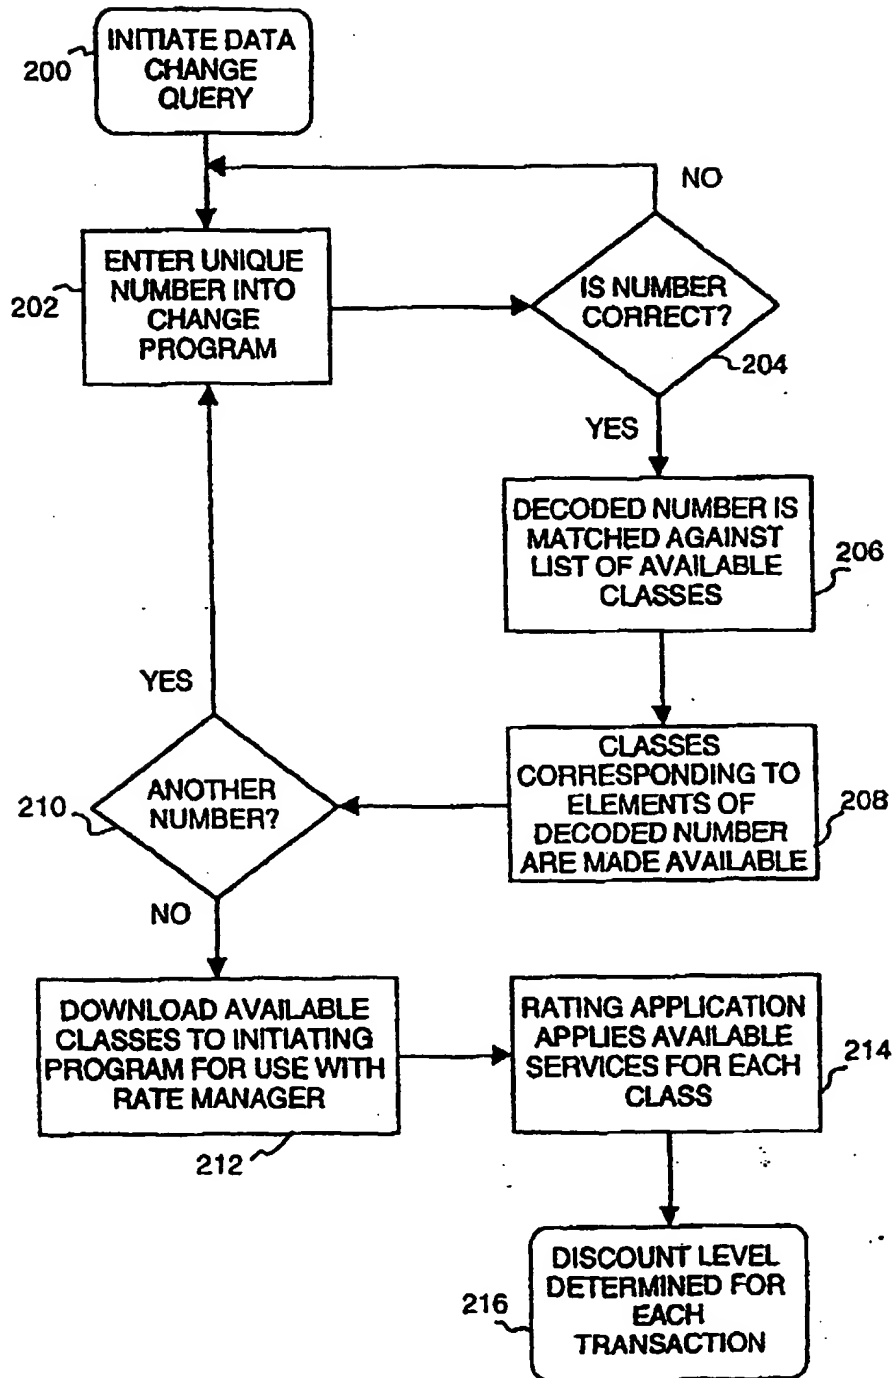 INITIATE DATA
CHANGE
QUERY
200
NO
ENTER UNIQUE
NUMBER INTO
CHANGE
PROGRAM
202
IS NUMBER
CORRECT?
204
YES
DECODED NUMBER IS
MATCHED AGAINST
LIST OF AVAILABLE
CLASSES
206
CLASSES
CORRESPONDING TO
ELEMENTS OF
DECODED NUMBER
ARE MADE AVAILABLE
208
YES
ANOTHER
NUMBER?
210
NO
DOWNLOAD AVAILABLE
CLASSES TO INITIATING
PROGRAM FOR USE WITH
RATE MANAGER
212
RATING APPLICATION
APPLIES AVAILABLE
SERVICES FOR EACH
CLASS
214
DISCOUNT LEVEL
DETERMINED FOR
EACH
TRANSACTION
216